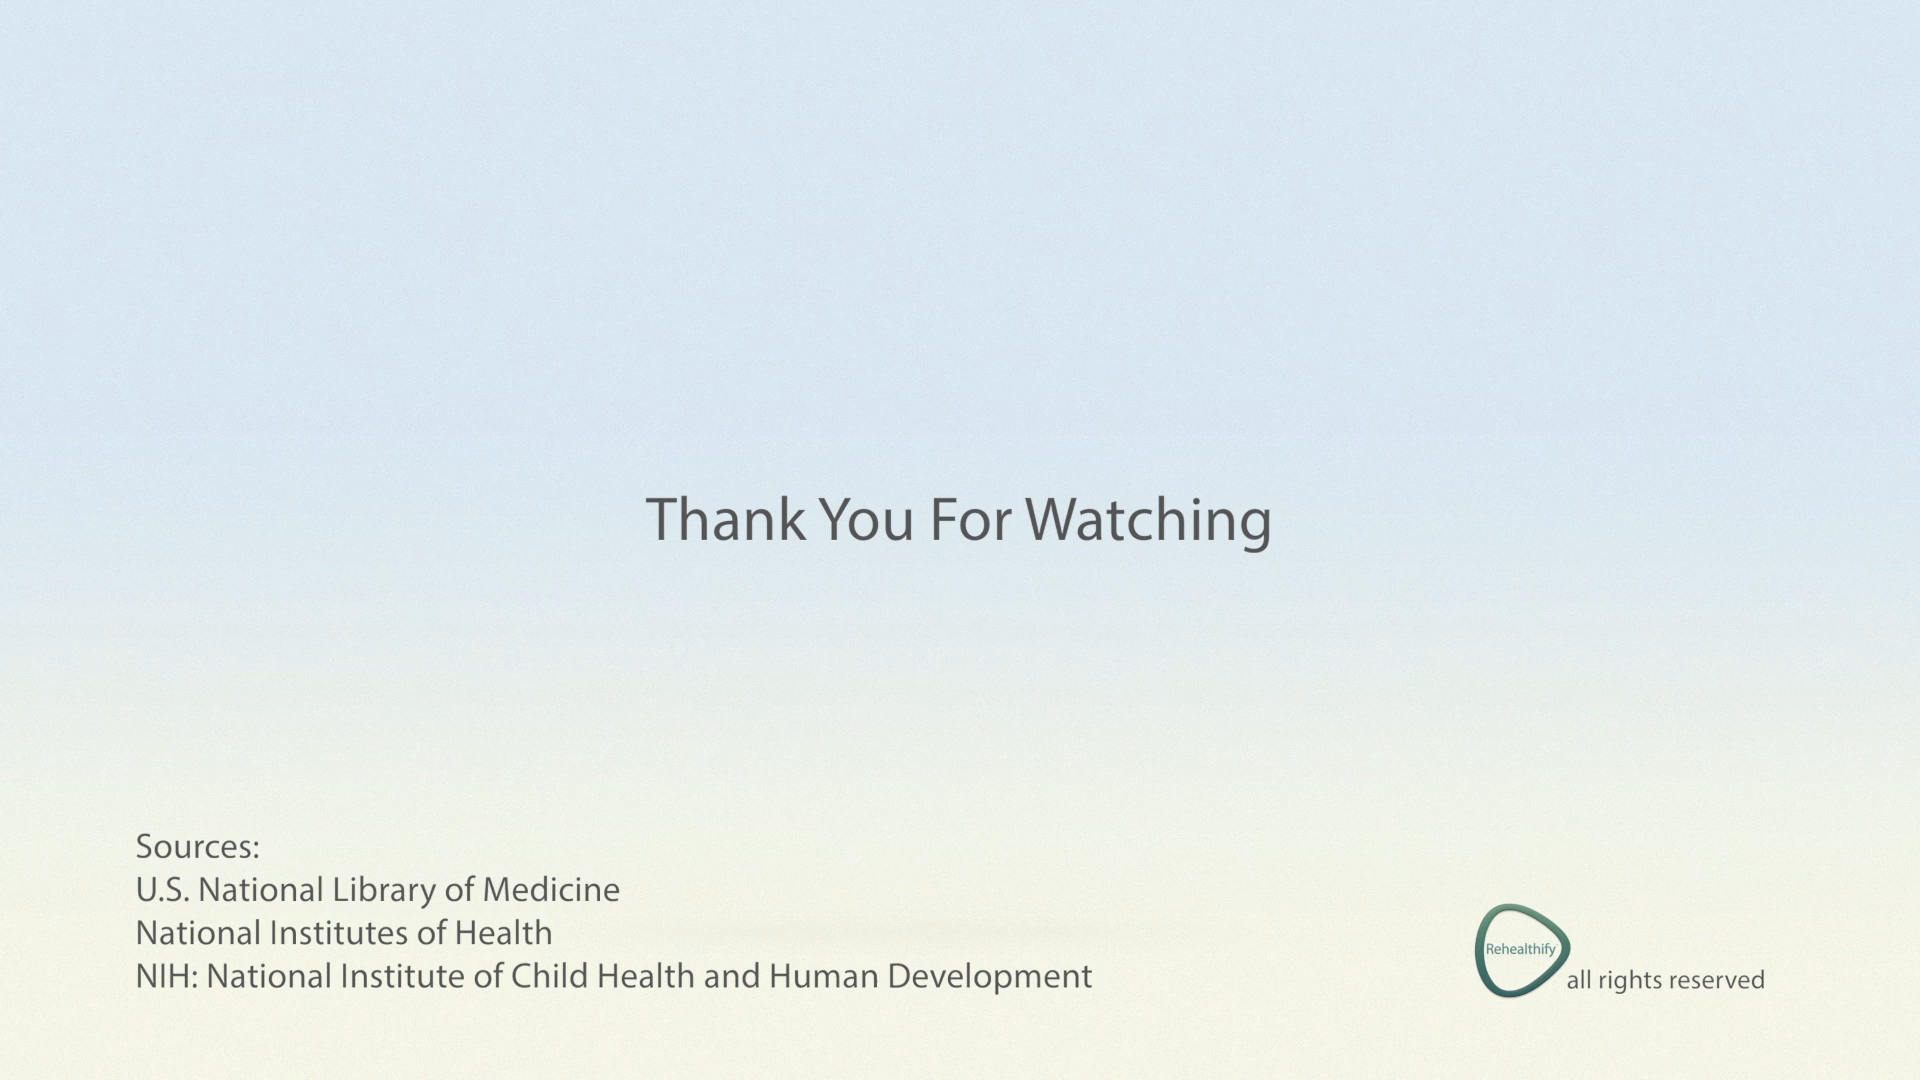 Thank You For Watching
Sources:
U.S. National Library of Medicine
National Institutes of Health
NIH: National Institute of Child Health and Human Development
Rehealthify
all rights reserved